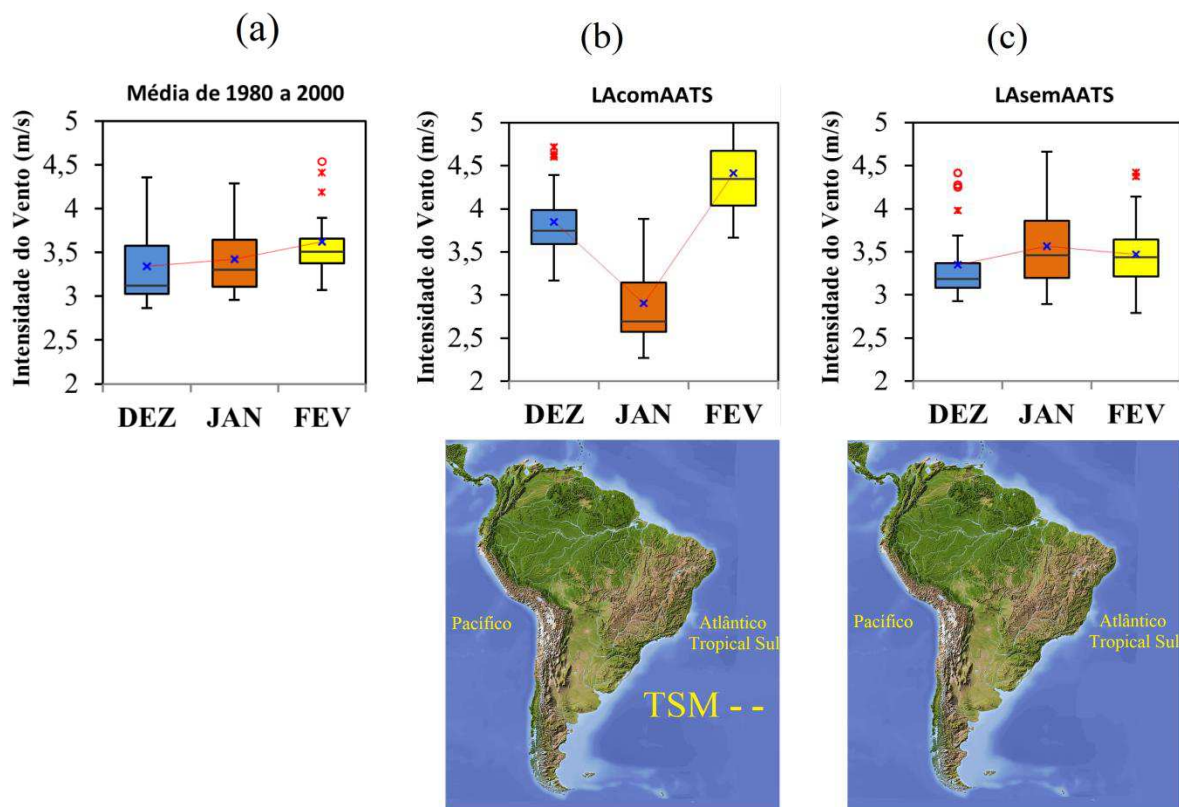 (a)
(b)
(c)
Média de 1980 a 2000
LAcomAATS
LAsemAATS
Intensidade do Vento (m/s)
5
4,5
4
3,5
3
2,5
2
DEZ JAN FEV
Intensidade do Vento (m/s)
5
4,5
4
3,5
3
2,5
2
DEZ JAN FEV
Intensidade do Vento (m/s)
5
4,5
4
3,5
3
2,5
2
DEZ JAN FEV
Pacífico
Atlântico
Tropical Sul
TSM - -
Pacífico
Atlântico
Tropical Sul